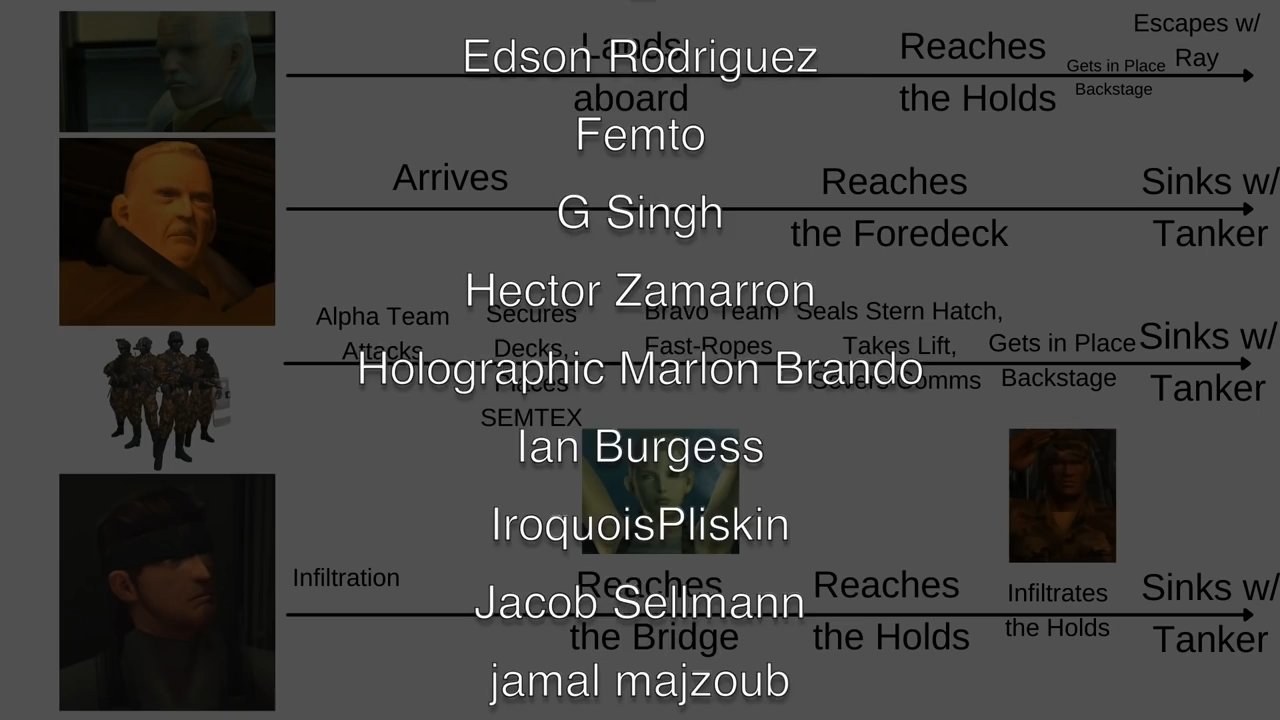 Edson Rodriguez
Femto
G Singh
Hector Zamarron
Holographic Marlon Brando
Ian Burgess
IroquoisPliskin
Jacob Sellmann
jamal majzoub
Lands
aboard
Reaches
the Holds
Gets in Place
Backstage
Escapes w/
Ray
Arrives
Reaches
the Foredeck
Sinks w/
Tanker
Alpha Team
Attacks
Secures
Decks,
Places
SEMTEX
Bravo Team
Fast-Ropes
Seals Stern Hatch,
Takes Lift,
Severs Comms
Gets in Place
Backstage
Sinks w/
Tanker
Infiltration
Reaches
the Bridge
Reaches
the Holds
Infiltrates
the Holds
Sinks w/
Tanker